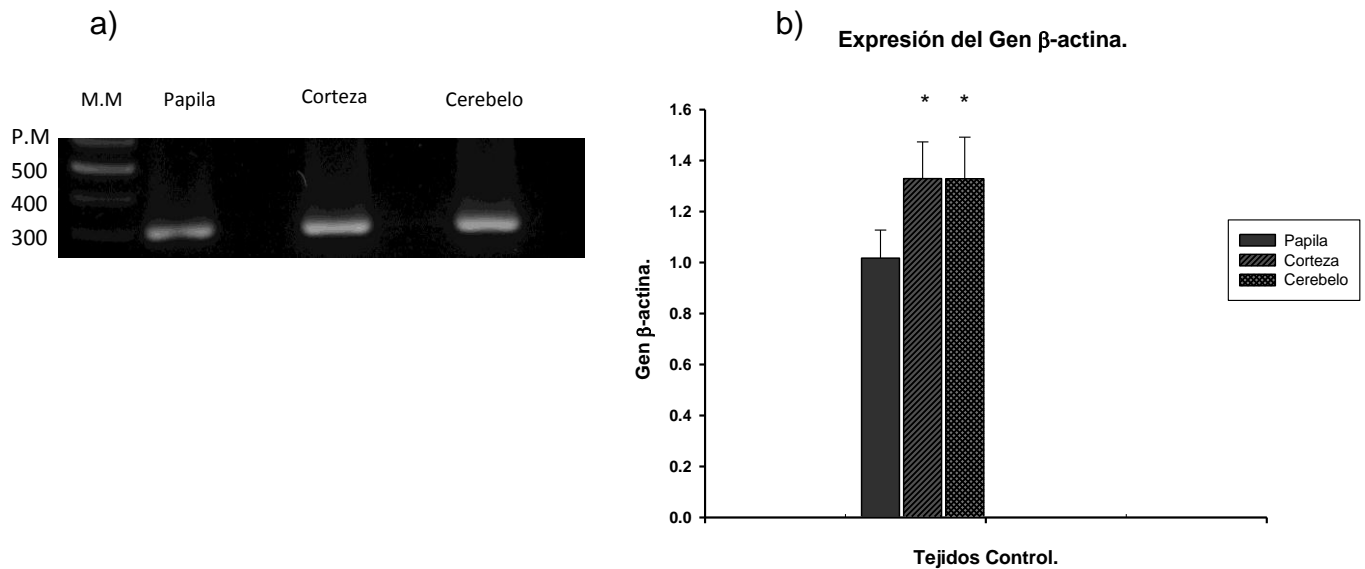 a)
M.M Papila Corteza Cerebelo
P.M
500
400
300
b)
Expresión del Gen β-actina.
* *
1.6
1.4
1.2
1.0
0.8
0.6
0.4
0.2
0.0
Gen β-actina.
Tejidos Control.
Papila
Corteza
Cerebelo